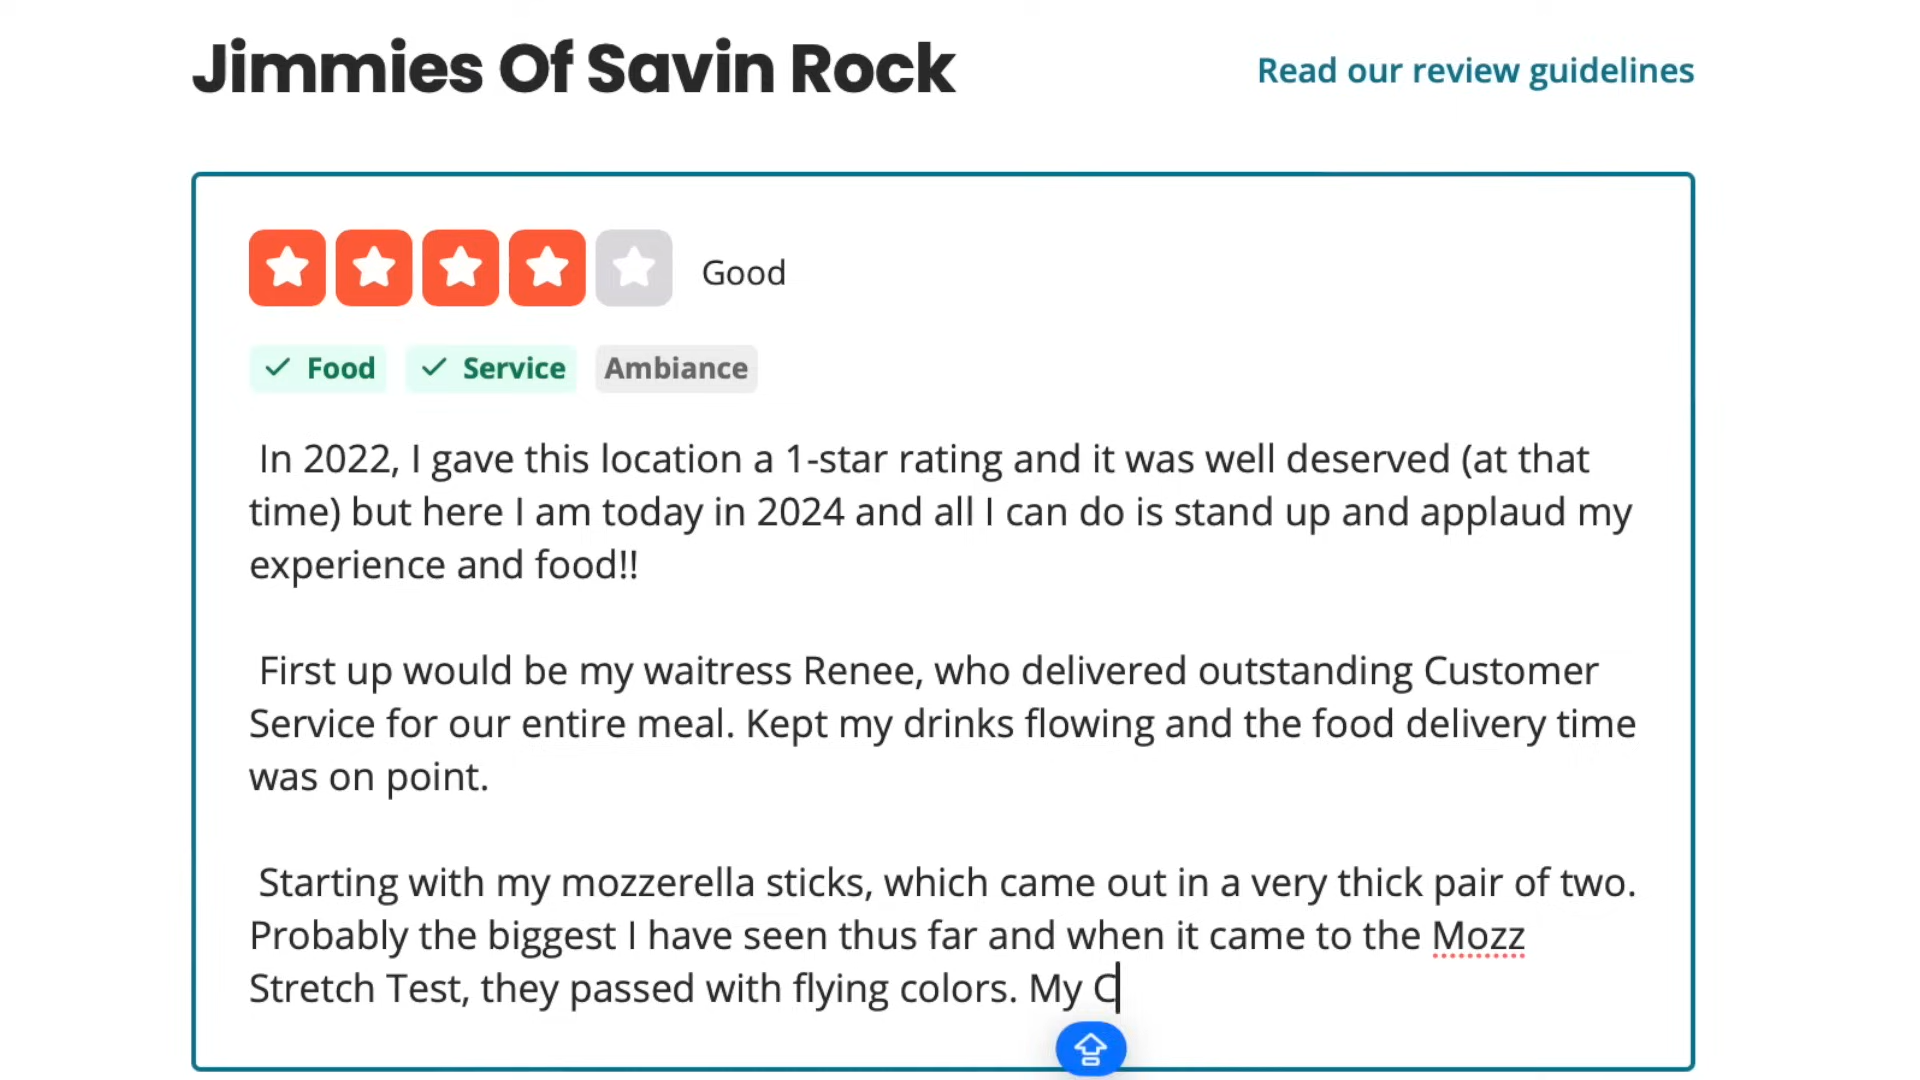 Jimmies Of Savin Rock
Read our review guidelines
Good
Food
Service
Ambiance
In 2022, I gave this location a 1-star rating and it was well deserved (at that
time) but here I am today in 2024 and all I can do is stand up and applaud my
experience and food!!
First up would be my waitress Renee, who delivered outstanding Customer
Service for our entire meal. Kept my drinks flowing and the food delivery time
was on point.
Starting with my mozzerella sticks, which came out in a very thick pair of two.
Probably the biggest I have seen thus far and when it came to the Mozz
Stretch Test, they passed with flying colors. My C